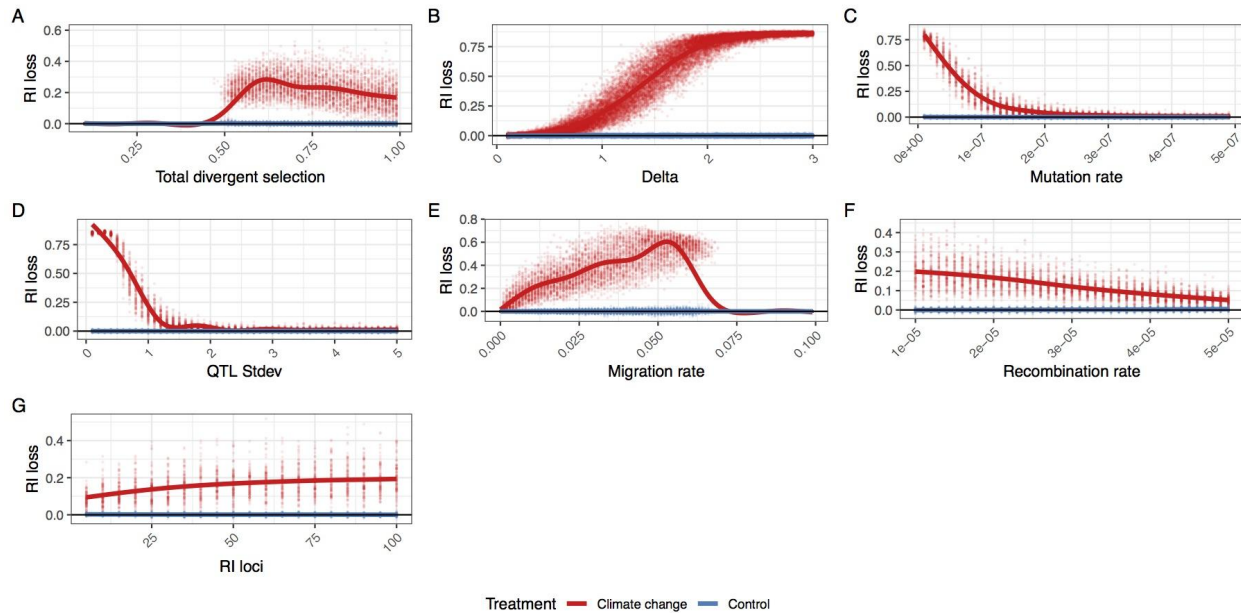 A
RI loss
0.6
0.4
0.2
0.0
0.25
0.50
0.75
1.00
Total divergent selection
B
RI loss
0.75
0.50
0.25
0.00
0
1
2
3
Delta
C
RI loss
0.75
0.50
0.25
0.00
0e+00
1e−07
2e−07
3e−07
4e−07
5e−07
Mutation rate
D
RI loss
0.75
0.50
0.25
0.00
0
1
2
3
4
5
QTL Stdev
E
RI loss
0.8
0.6
0.4
0.2
0.0
0.000
0.025
0.050
0.075
0.100
Migration rate
F
RI loss
0.4
0.3
0.2
0.1
0.0
1e−05
2e−05
3e−05
4e−05
5e−05
Recombination rate
G
RI loss
0.4
0.2
0.0
25
50
75
100
RI loci
Treatment Climate change Control